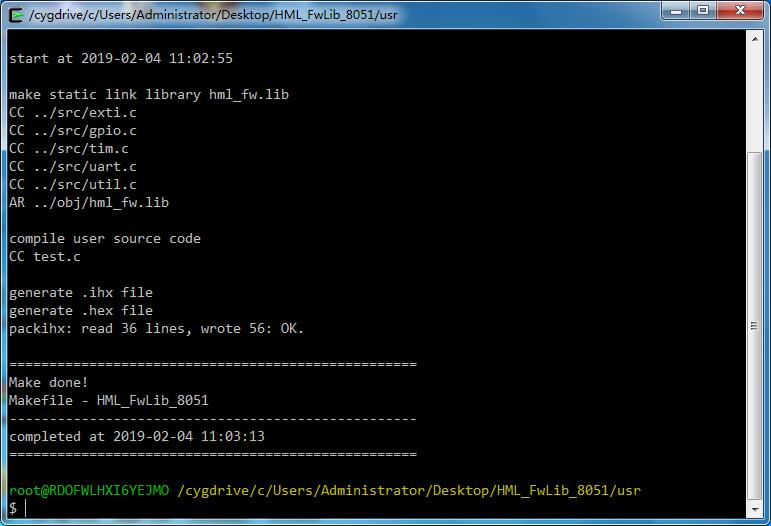 /cygdrive/c/Users/Administrator/Desktop/HML_FwLib_8051/usr
start at 2019-02-04 11:02:55
make static link library hml_fw.lib
CC ../src/exti.c
CC ../src/gpio.c
CC ../src/tim.c
CC ../src/uart.c
CC ../src/util.c
AR ../obj/hml_fw.lib
compile user source code
CC test.c
generate .ihx file
generate .hex file
packihx: read 36 lines, wrote 56: OK.
===================================================
Make done!
Makefile - HML_FwLib_8051
---------------------------------------------------
completed at 2019-02-04 11:03:13
===================================================
root@RDOFWLHXI6YEJMO /cygdrive/c/Users/Administrator/Desktop/HML_FwLib_8051/usr
$